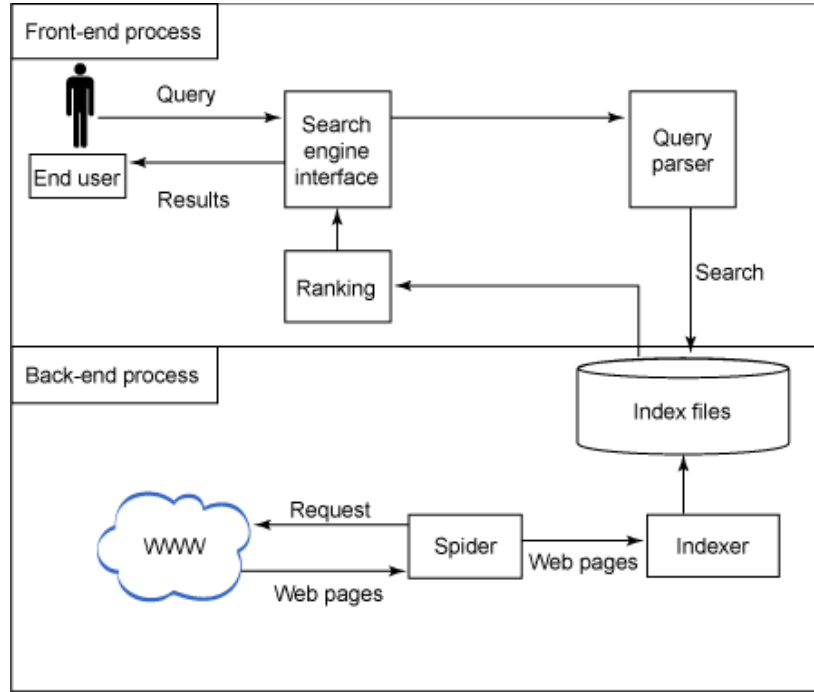 Front-end process
Query
Search
engine
interface
Query
parser
End user
Results
Ranking
Search
Back-end process
Index files
Request
WWW
Spider
Indexer
Web pages
Web pages